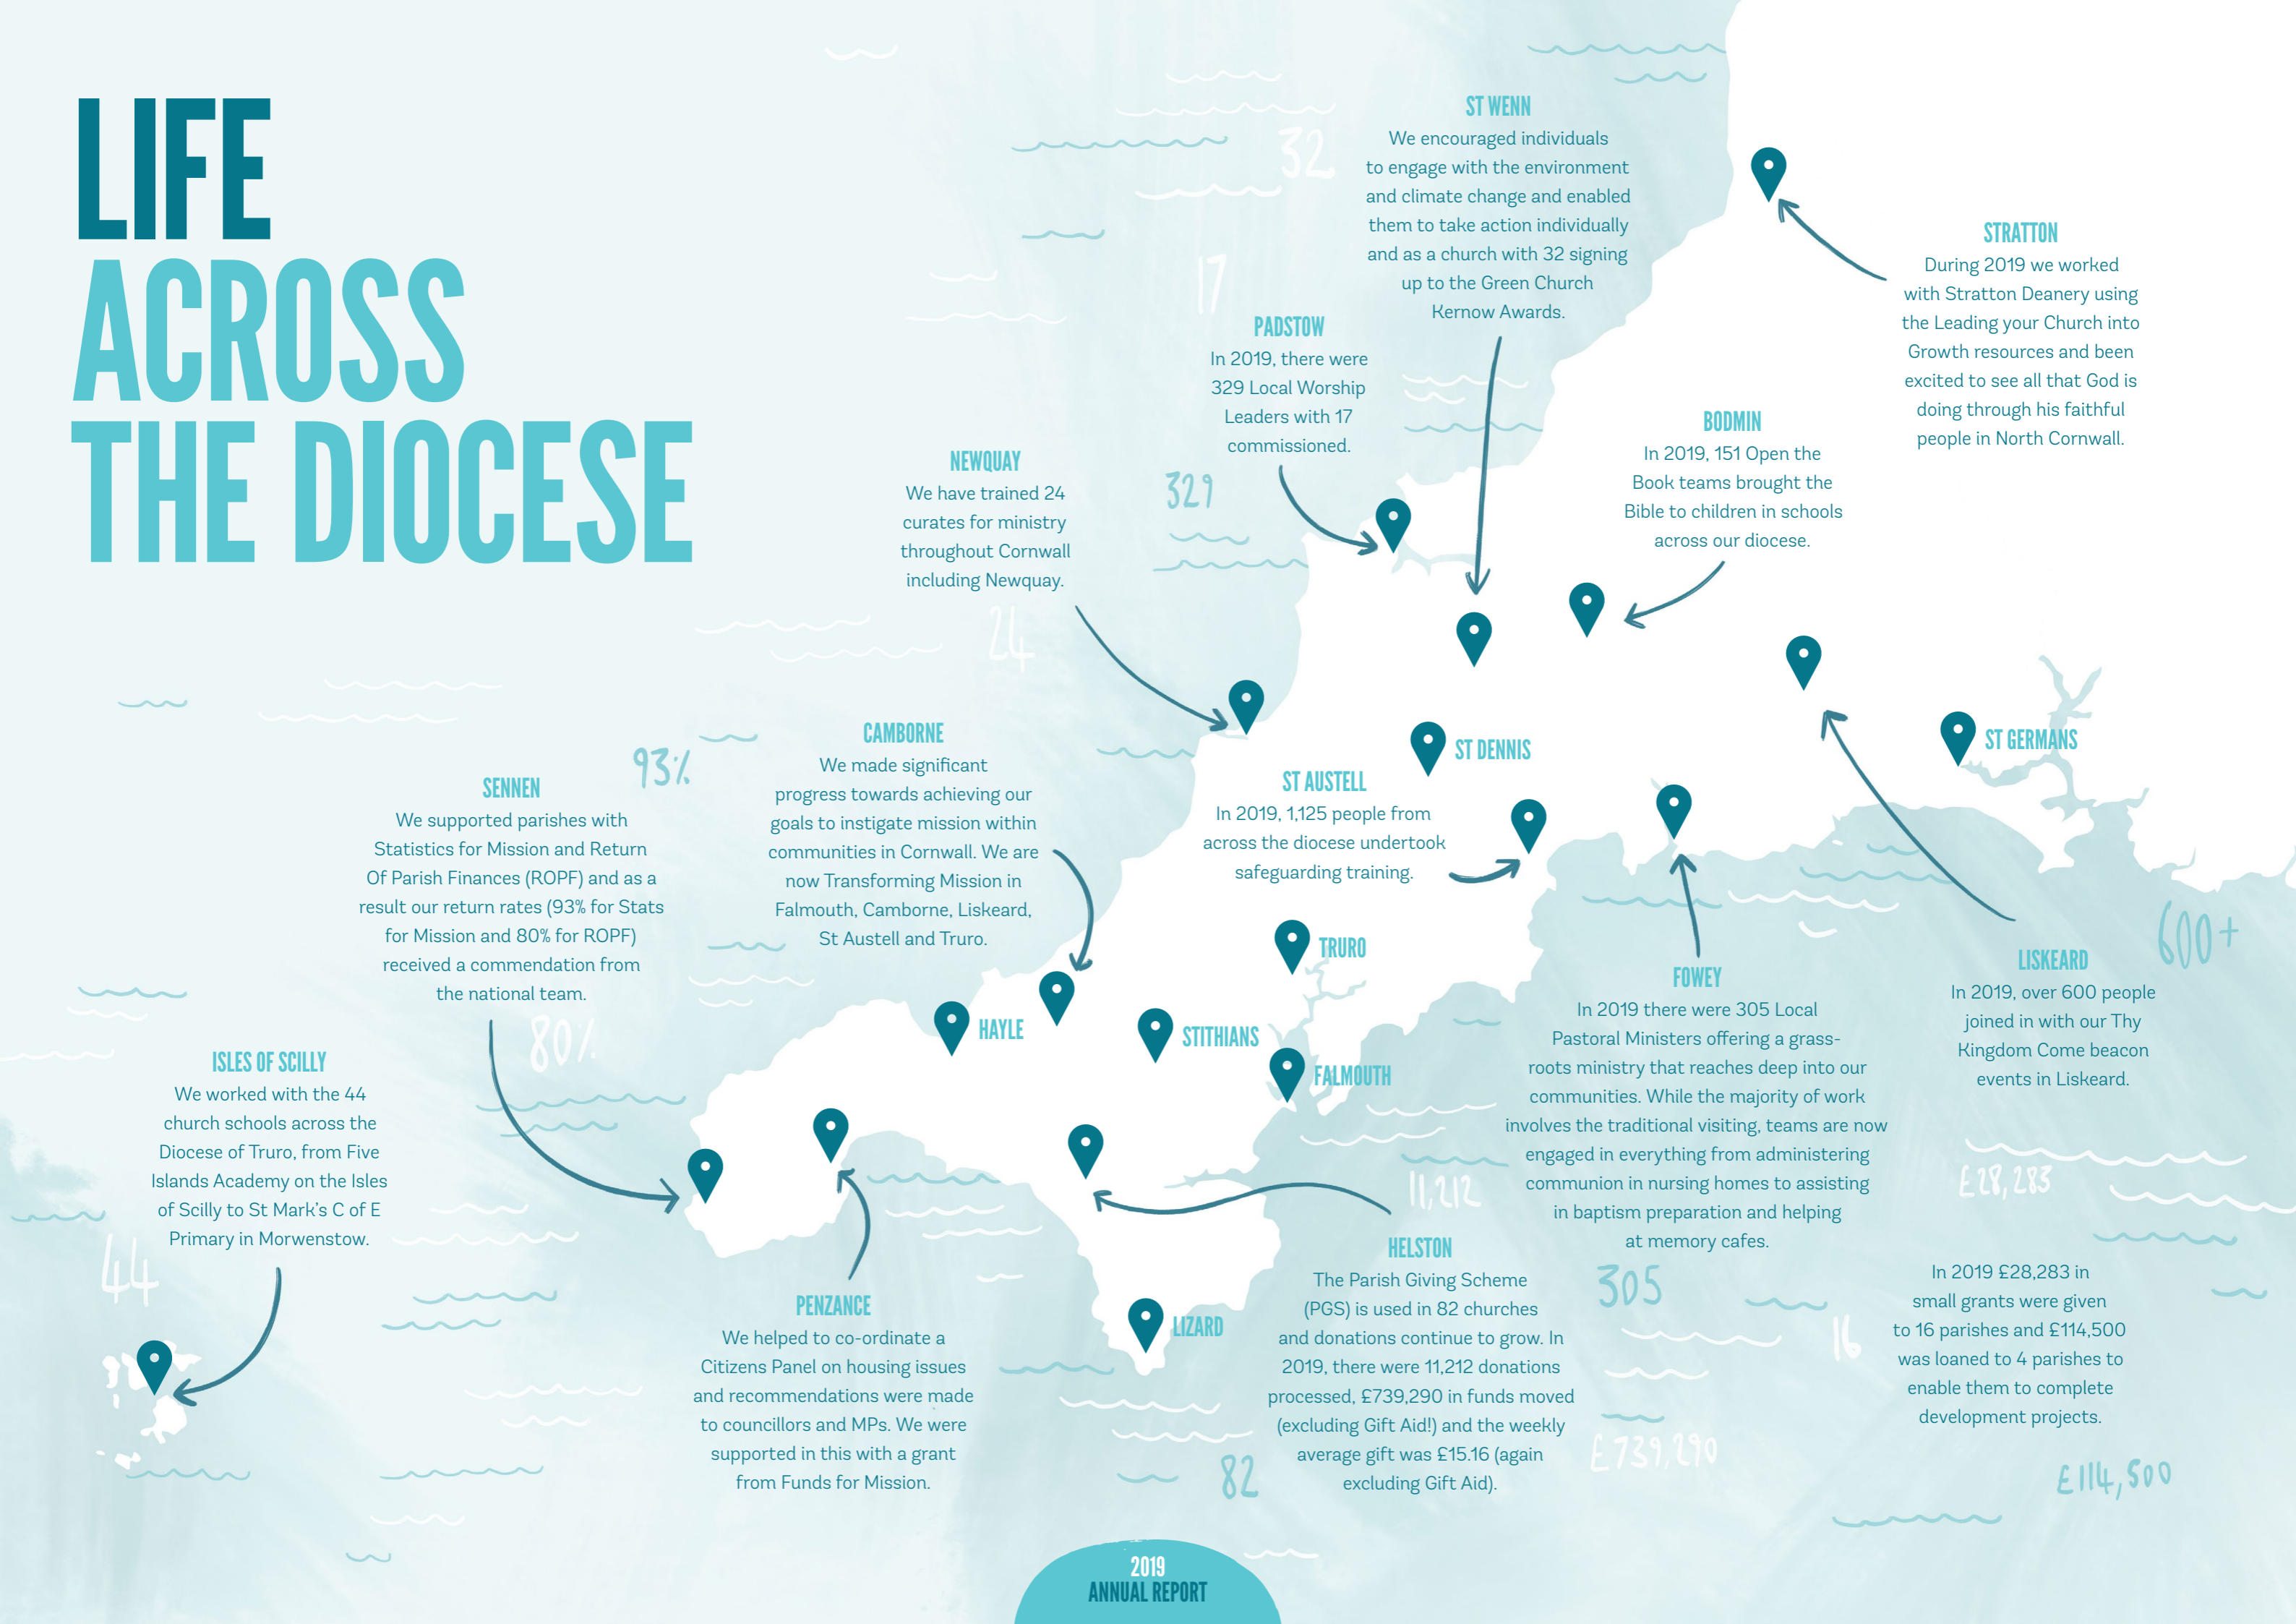 LIFE
ACROSS
THE DIOCESE
ST WENN
We encouraged individuals
to engage with the environment
and climate change and enabled
them to take action individually
and as a church with 32 signing
up to the Green Church
Kernow Awards.
32
17
STRATTON
During 2019 we worked
with Stratton Deanery using
the Leading your Church into
Growth resources and been
excited to see all that God is
doing through his faithful
people in North Cornwall.
PADSTOW
In 2019, there were
329 Local Worship
Leaders with 17
commissioned.
329
BODMIN
In 2019, 151 Open the
Book teams brought the
Bible to children in schools
across our diocese.
NEWQUAY
We have trained 24
curates for ministry
throughout Cornwall
including Newquay.
24
CAMBORNE
We made significant
progress towards achieving our
goals to instigate mission within
communities in Cornwall. We are
now Transforming Mission in
Falmouth, Camborne, Liskeard,
St Austell and Truro.
93%
SENNEN
We supported parishes with
Statistics for Mission and Return
Of Parish Finances (ROPF) and as a
result our return rates (93% for Stats
for Mission and 80% for ROPF)
received a commendation from
the national team.
80%
ST DENNIS
ST GERMANS
ST AUSTELL
In 2019, 1,125 people from
across the diocese undertook
safeguarding training.
TRURO
HAYLE
STITHIANS
FALMOUTH
ISLES OF SCILLY
We worked with the 44
church schools across the
Diocese of Truro, from Five
Islands Academy on the Isles
of Scilly to St Mark's C of E
Primary in Morwenstow.
44
FOWEY
In 2019 there were 305 Local
Pastoral Ministers offering a grass-
roots ministry that reaches deep into our
communities. While the majority of work
involves the traditional visiting, teams are now
engaged in everything from administering
communion in nursing homes to assisting
in baptism preparation and helping
at memory cafes.
305
600+
LISKEARD
In 2019, over 600 people
joined in with our Thy
Kingdom Come beacon
events in Liskeard.
£28,283
In 2019 £28,283 in
small grants were given
to 16 parishes and £114,500
was loaned to 4 parishes to
enable them to complete
development projects.
16
£114,500
PENZANCE
We helped to co-ordinate a
Citizens Panel on housing issues
and recommendations were made
to councillors and MPs. We were
supported in this with a grant
from Funds for Mission.
LIZARD
11,212
HELSTON
The Parish Giving Scheme
(PGS) is used in 82 churches
and donations continue to grow. In
2019, there were 11,212 donations
processed, £739,290 in funds moved
(excluding Gift Aid!) and the weekly
average gift was £15.16 (again
excluding Gift Aid).
82
£739,290
2019
ANNUAL REPORT